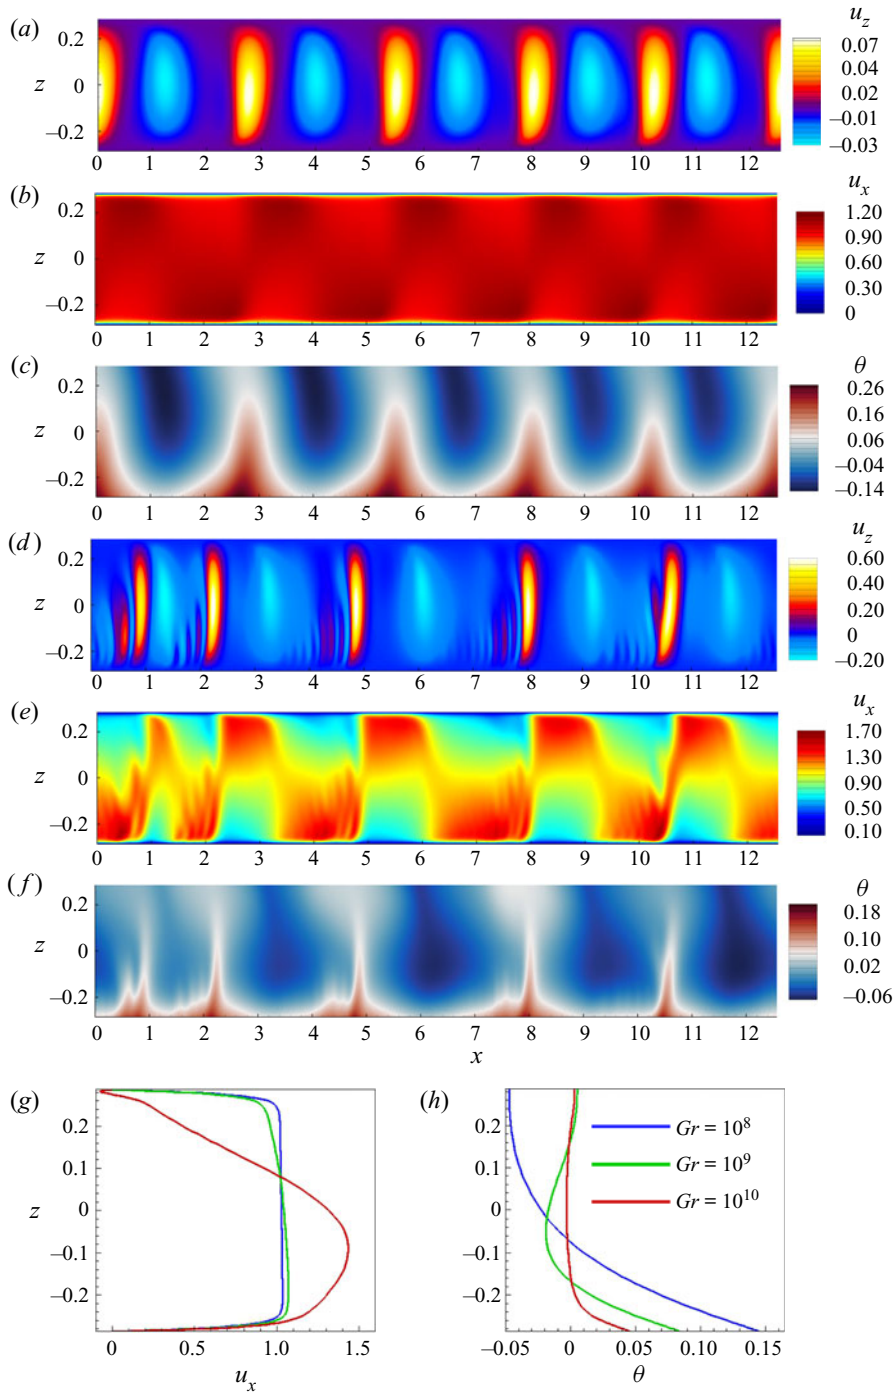 (a)
u_z
0.2
z
0
–0.2
0 1 2 3 4 5 6 7 8 9 10 11 12
0.07
0.04
0.02
–0.01
–0.03
(b)
u_x
0.2
z
0
–0.2
0 1 2 3 4 5 6 7 8 9 10 11 12
1.20
0.90
0.60
0.30
0
(c)
θ
0.2
z
0
–0.2
0 1 2 3 4 5 6 7 8 9 10 11 12
0.26
0.16
0.06
–0.04
–0.14
(d)
u_z
0.2
z
0
–0.2
0 1 2 3 4 5 6 7 8 9 10 11 12
0.60
0.40
0.20
0
–0.20
(e)
u_x
0.2
z
0
–0.2
0 1 2 3 4 5 6 7 8 9 10 11 12
1.70
1.30
0.90
0.50
0.10
(f)
θ
0.2
z
0
–0.2
0 1 2 3 4 5 6 7 8 9 10 11 12
x
0.18
0.10
0.02
–0.06
(g)
0.2
0.1
z
0
–0.1
–0.2
0 0.5 1.0 1.5
u_x
(h)
0.2
0.1
0
–0.1
–0.2
Gr = 10^8
Gr = 10^9
Gr = 10^10
–0.05 0 0.05 0.10 0.15
θ